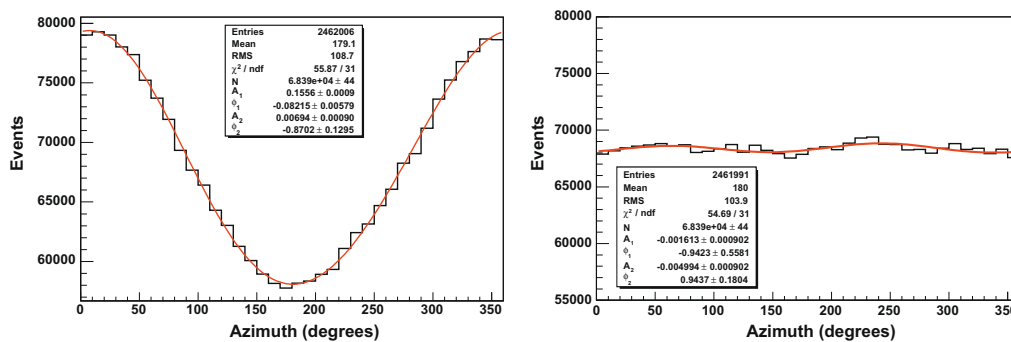 80000
75000
70000
65000
60000
Events
0 50 100 150 200 250 300 350
Azimuth (degrees)
Entries 2462006
Mean 179.1
RMS 108.7
χ² / ndf 55.87 / 31
N 6.839e+04 ± 44
A₁ 0.1556 ± 0.0009
ϕ₁ -0.08215 ± 0.00579
A₂ 0.00694 ± 0.00090
ϕ₂ -0.8702 ± 0.1295
80000
75000
70000
65000
60000
55000
Events
0 50 100 150 200 250 300 350
Azimuth (degrees)
Entries 2461991
Mean 180
RMS 103.9
χ² / ndf 54.69 / 31
N 6.839e+04 ± 44
A₁ -0.001613 ± 0.000902
ϕ₁ -0.9423 ± 0.5581
A₂ -0.004994 ± 0.000902
ϕ₂ 0.9437 ± 0.1804